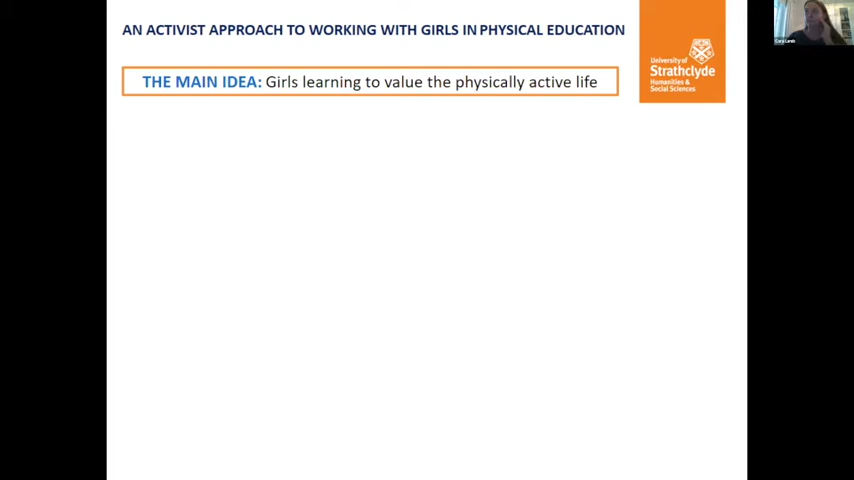 AN ACTIVIST APPROACH TO WORKING WITH GIRLS IN PHYSICAL EDUCATION
THE MAIN IDEA: Girls learning to value the physically active life
University of
Strathclyde
Humanities &
Social Sciences